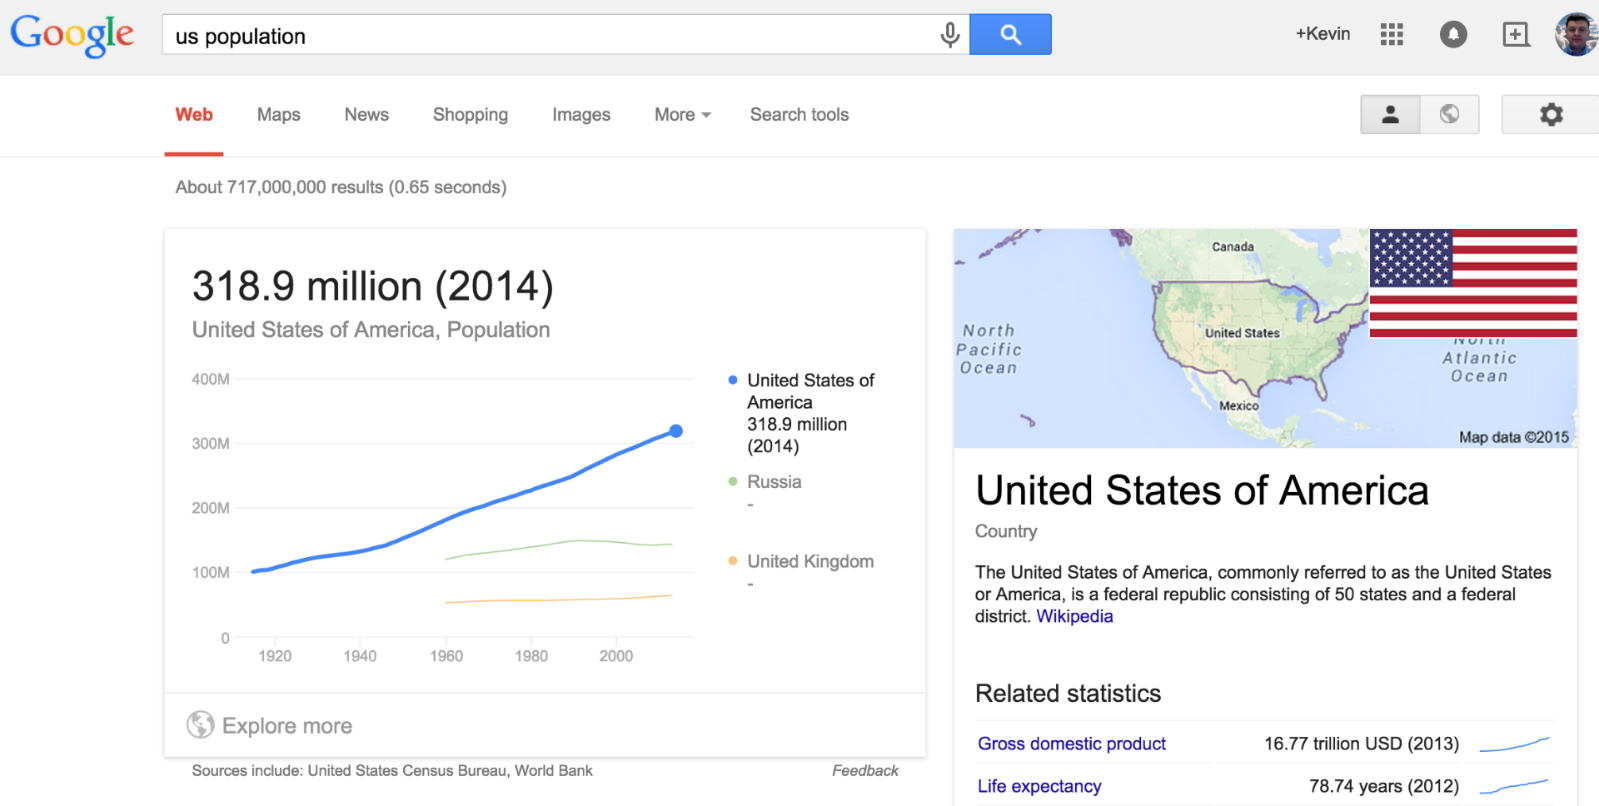 Google
us population
+Kevin
Web Maps News Shopping Images More Search tools
About 717,000,000 results (0.65 seconds)
318.9 million (2014)
United States of America, Population
400M
300M
200M
100M
0
1920 1940 1960 1980 2000
United States of
America
318.9 million
(2014)
Russia
-
United Kingdom
-
Explore more
Sources include: United States Census Bureau, World Bank
Feedback
Canada
North
Pacific
Ocean
United States
North
Atlantic
Ocean
Mexico
Map data ©2015
United States of America
Country
The United States of America, commonly referred to as the United States
or America, is a federal republic consisting of 50 states and a federal
district. Wikipedia
Related statistics
Gross domestic product 16.77 trillion USD (2013)
Life expectancy 78.74 years (2012)